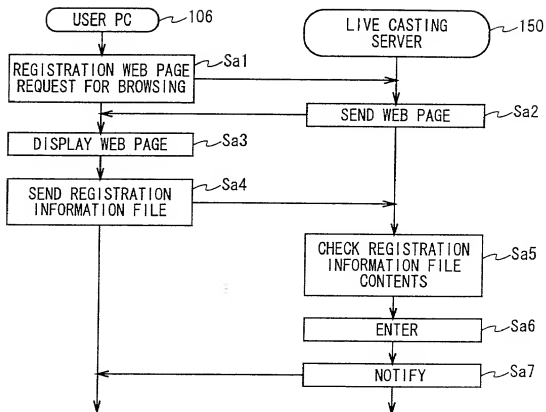 USER PC
106
LIVE CASTING
SERVER
150
REGISTRATION WEB PAGE
REQUEST FOR BROWSING
Sa1
SEND WEB PAGE
Sa2
DISPLAY WEB PAGE
Sa3
SEND REGISTRATION
INFORMATION FILE
Sa4
CHECK REGISTRATION
INFORMATION FILE
CONTENTS
Sa5
ENTER
Sa6
NOTIFY
Sa7